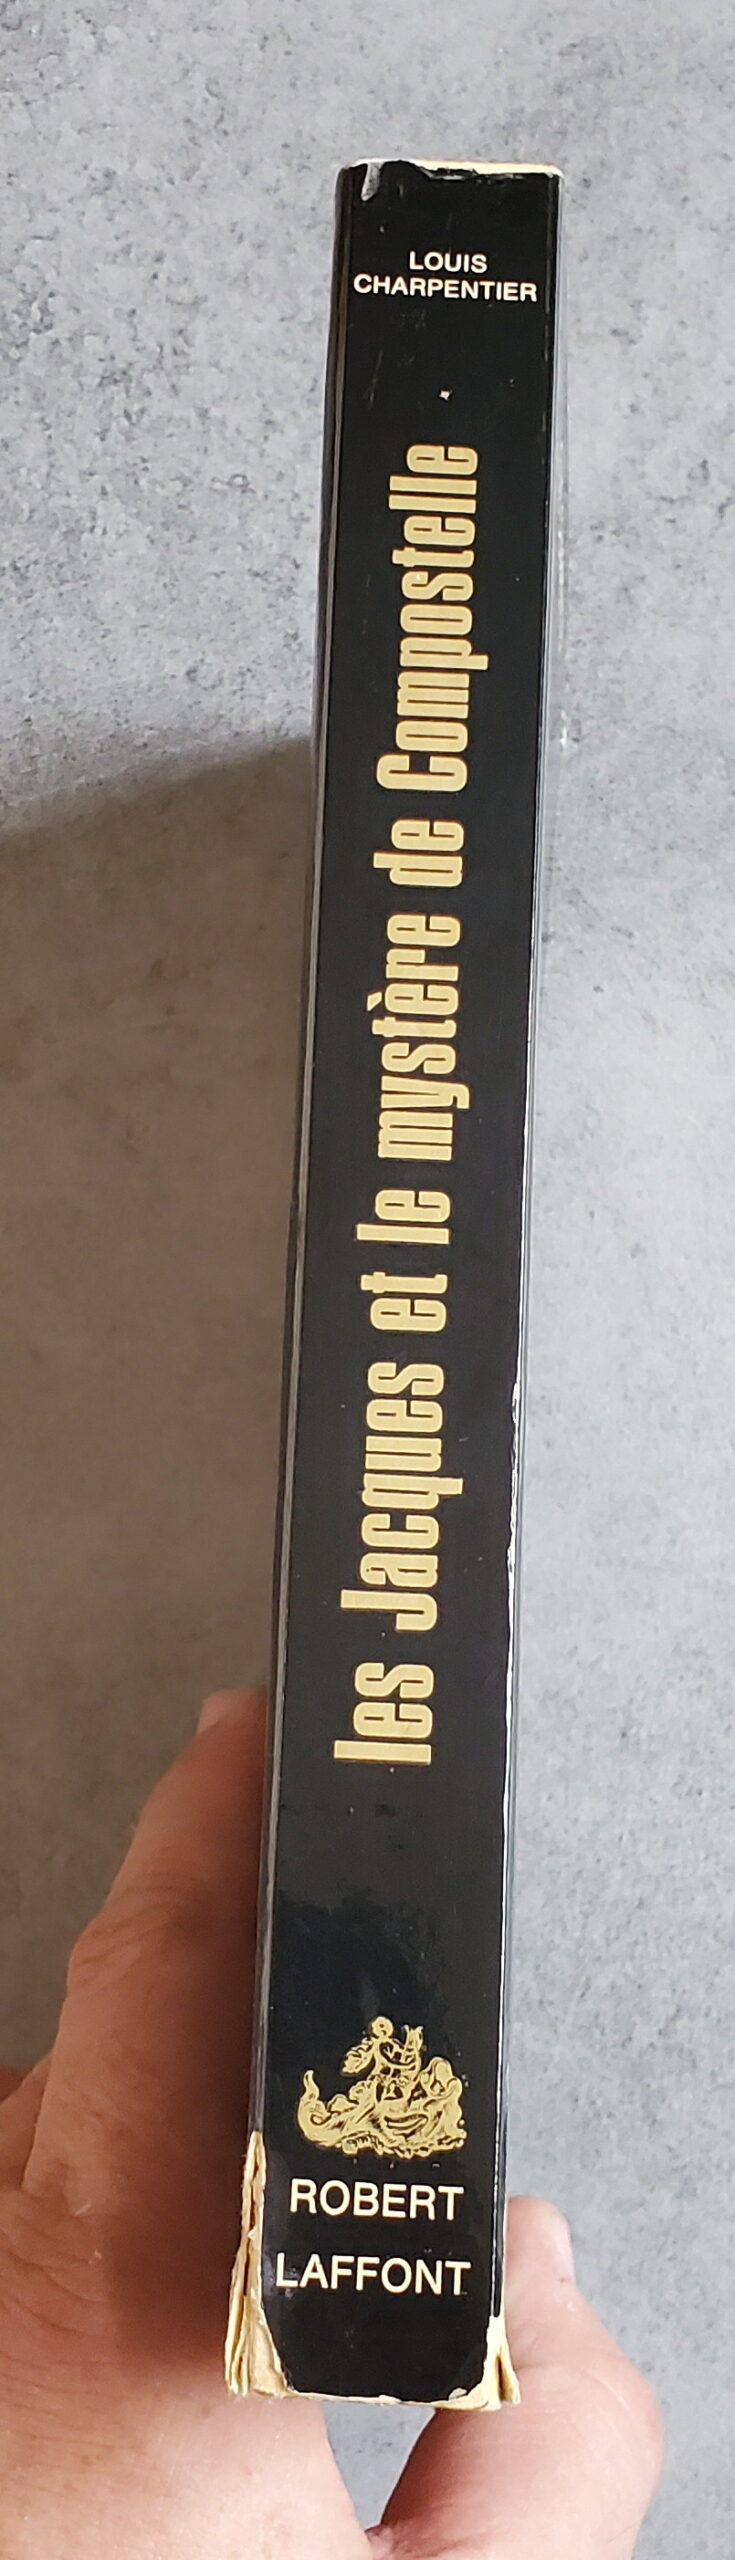 LOUIS
CHARPENTIER
les Jacques et le mystère de Compostelle
ROBERT
LAFFONT